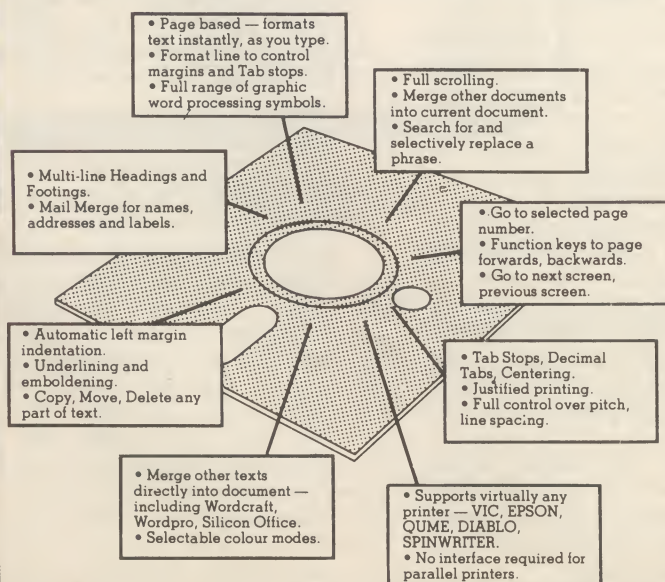 • Page based — formats
text instantly, as you type.
• Format line to control
margins and Tab stops.
• Full range of graphic
word processing symbols.
• Full scrolling.
• Merge other documents
into current document.
• Search for and
selectively replace a
phrase.
• Multi-line Headings and
Footings.
• Mail Merge for names,
addresses and labels.
• Go to selected page
number.
• Function keys to page
forwards, backwards.
• Go to next screen,
previous screen.
• Automatic left margin
indentation.
• Underlining and
emboldening.
• Copy, Move, Delete any
part of text.
• Tab Stops, Decimal
Tabs, Centering.
• Justified printing.
• Full control over pitch,
line spacing.
• Merge other texts
directly into document —
including Wordcraft,
Wordpro, Silicon Office.
• Selectable colour modes.
• Supports virtually any
printer — VIC, EPSON,
QUME, DIABLO,
SPINWRITER.
• No interface required for
parallel printers.